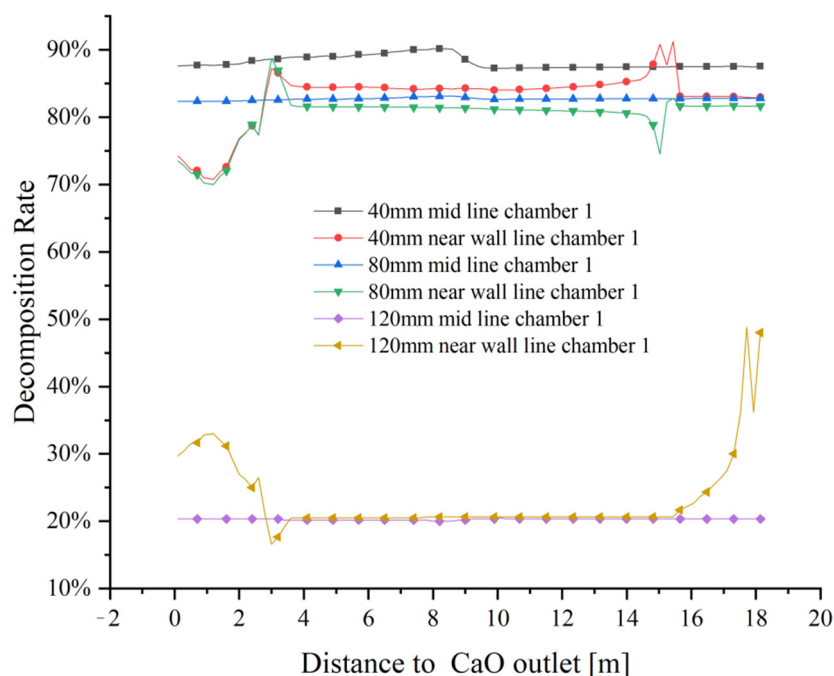 90%
80%
70%
60%
50%
40%
30%
20%
10%
Decomposition Rate
40mm mid line chamber 1
40mm near wall line chamber 1
80mm mid line chamber 1
80mm near wall line chamber 1
120mm mid line chamber 1
120mm near wall line chamber 1
−2 0 2 4 6 8 10 12 14 16 18 20
Distance to CaO outlet [m]